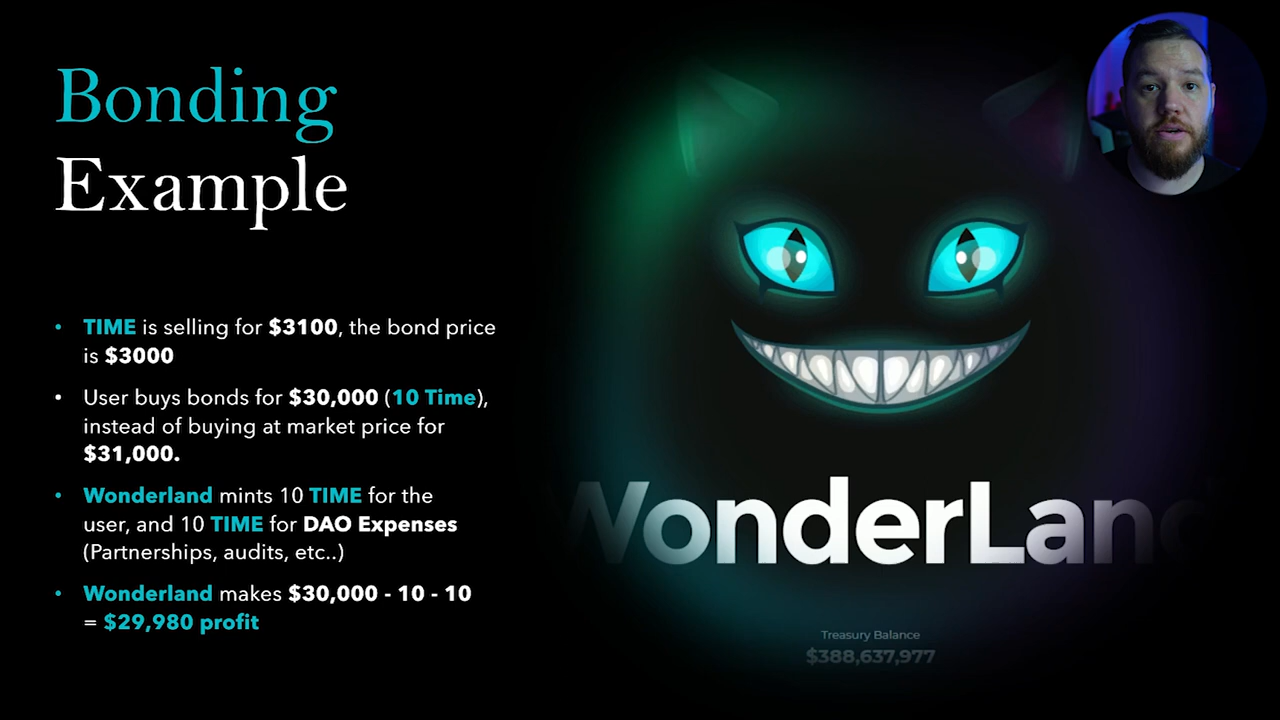 Bonding
Example
• TIME is selling for $3100, the bond price
is $3000
• User buys bonds for $30,000 (10 Time),
instead of buying at market price for
$31,000.
• Wonderland mints 10 TIME for the
user, and 10 TIME for DAO Expenses
(Partnerships, audits, etc..)
• Wonderland makes $30,000 - 10 - 10
= $29,980 profit
WonderLand
Treasury Balance
$388,637,977